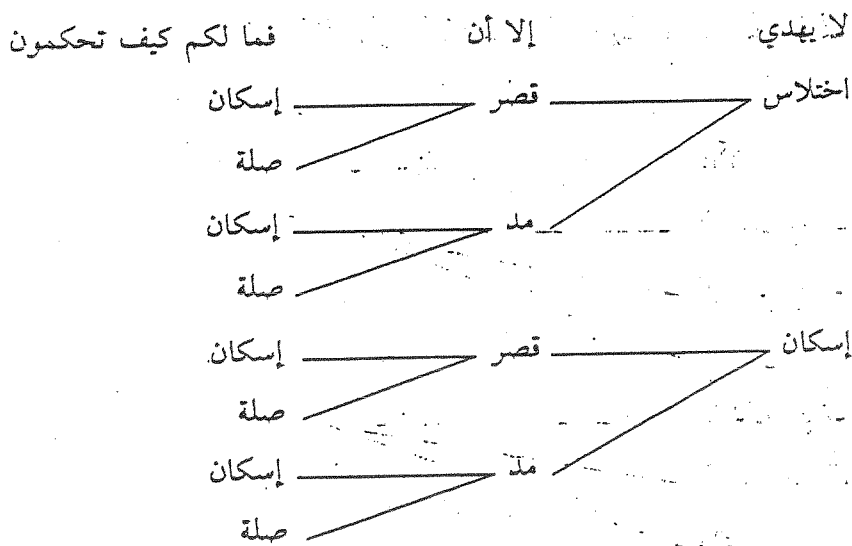 لا يهدي إلا أن فما لكم كيف تحكمون
اختلاس قصر إسكان
صلة
مد إسكان
صلة
إسكان قصر إسكان
صلة
مد إسكان
صلة